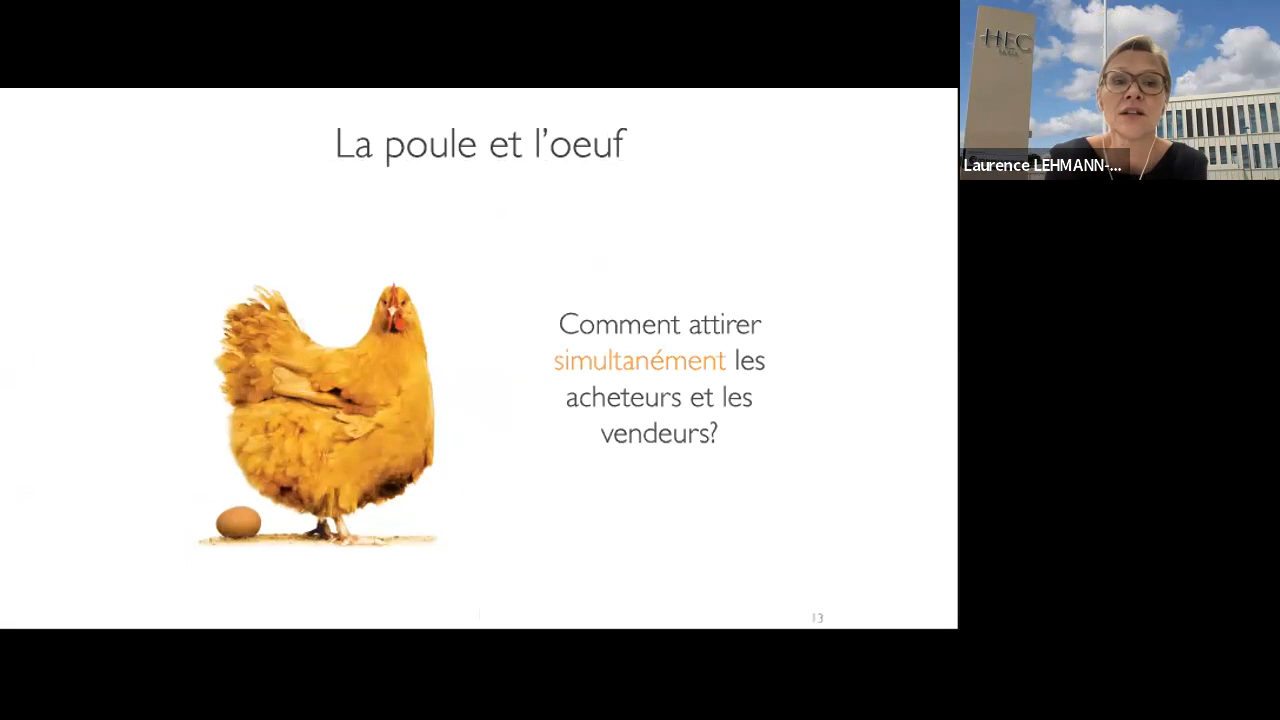 La poule et l'oeuf
Comment attirer
simultanément les
acheteurs et les
vendeurs?
13
HEC
Laurence LEHMANN-...